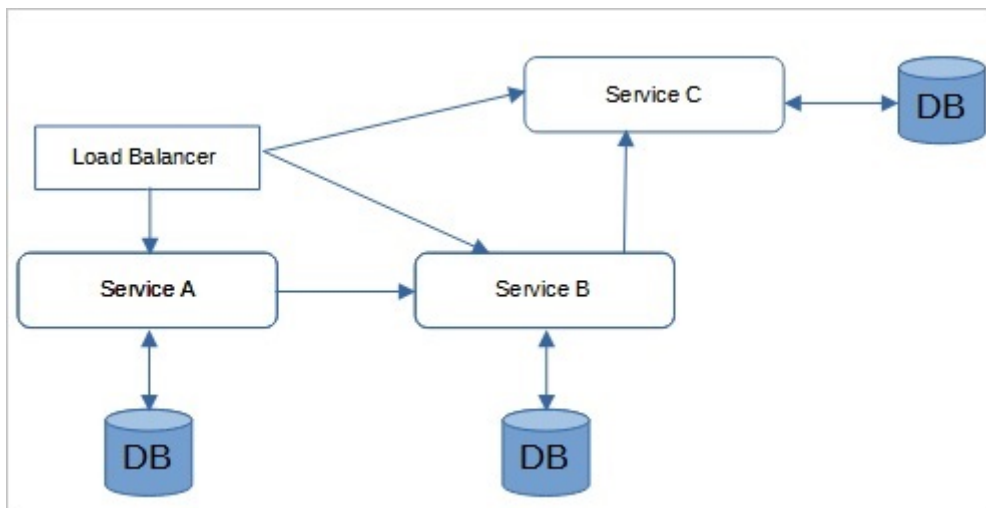 Service C
DB
Load Balancer
Service A
Service B
DB
DB